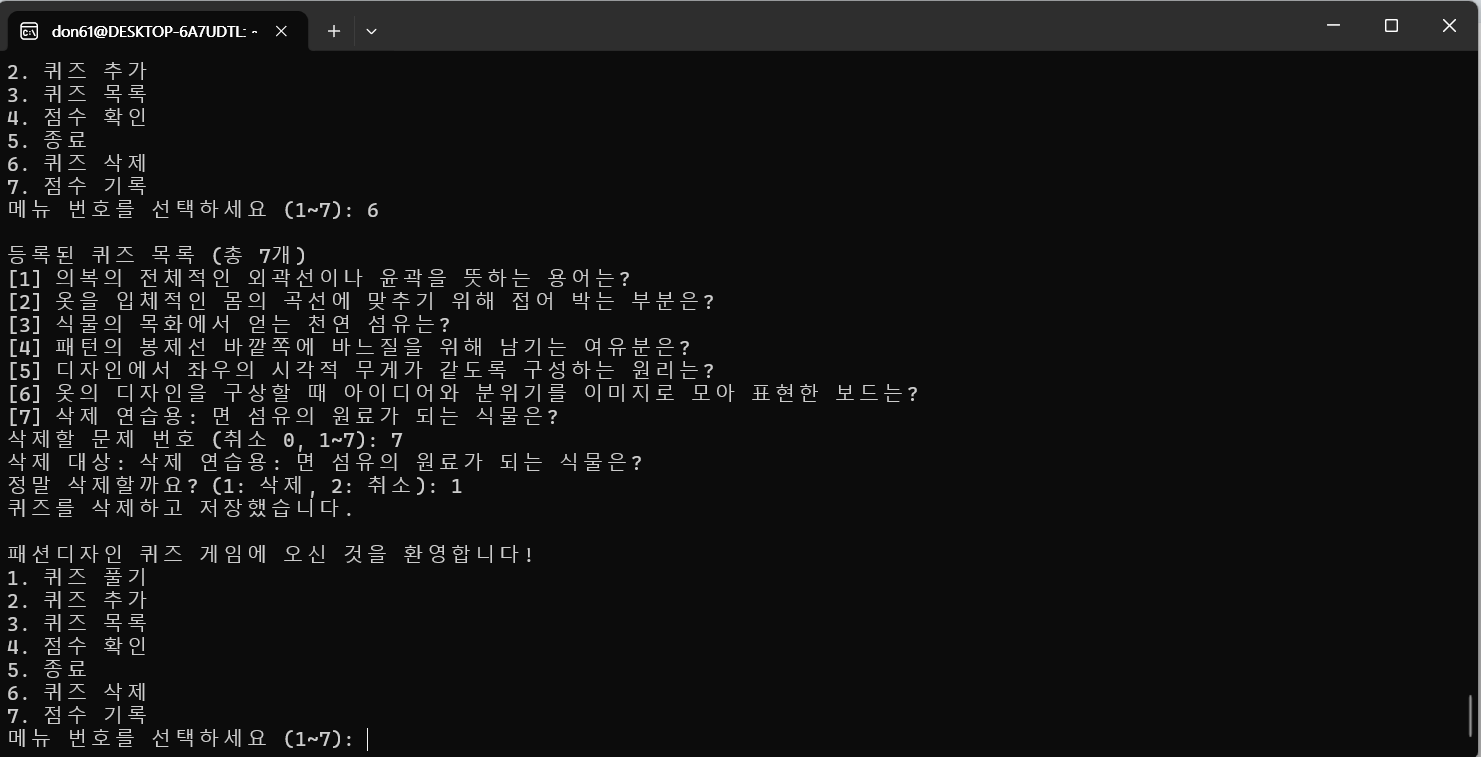 don61@DESKTOP-6A7UDTL: ~
2. 퀴즈 추가
3. 퀴즈 목록
4. 점수 확인
5. 종료
6. 퀴즈 삭제
7. 점수 기록
메뉴 번호를 선택하세요 (1~7): 6
등록된 퀴즈 목록 (총 7개)
[1] 의복의 전체적인 외곽선이나 윤곽을 뜻하는 용어는?
[2] 옷을 입체적인 몸의 곡선에 맞추기 위해 접어 박는 부분은?
[3] 식물의 목화에서 얻는 천연 섬유는?
[4] 패턴의 봉제선 바깥쪽에 바느질을 위해 남기는 여유분은?
[5] 디자인에서 좌우의 시각적 무게가 같도록 구성하는 원리는?
[6] 옷의 디자인을 구상할 때 아이디어와 분위기를 이미지로 모아 표현한 보드는?
[7] 삭제 연습용: 면 섬유의 원료가 되는 식물은?
삭제할 문제 번호 (취소 0, 1~7): 7
삭제 대상: 삭제 연습용: 면 섬유의 원료가 되는 식물은?
정말 삭제할까요? (1: 삭제, 2: 취소): 1
퀴즈를 삭제하고 저장했습니다.
패션디자인 퀴즈 게임에 오신 것을 환영합니다!
1. 퀴즈 풀기
2. 퀴즈 추가
3. 퀴즈 목록
4. 점수 확인
5. 종료
6. 퀴즈 삭제
7. 점수 기록
메뉴 번호를 선택하세요 (1~7):